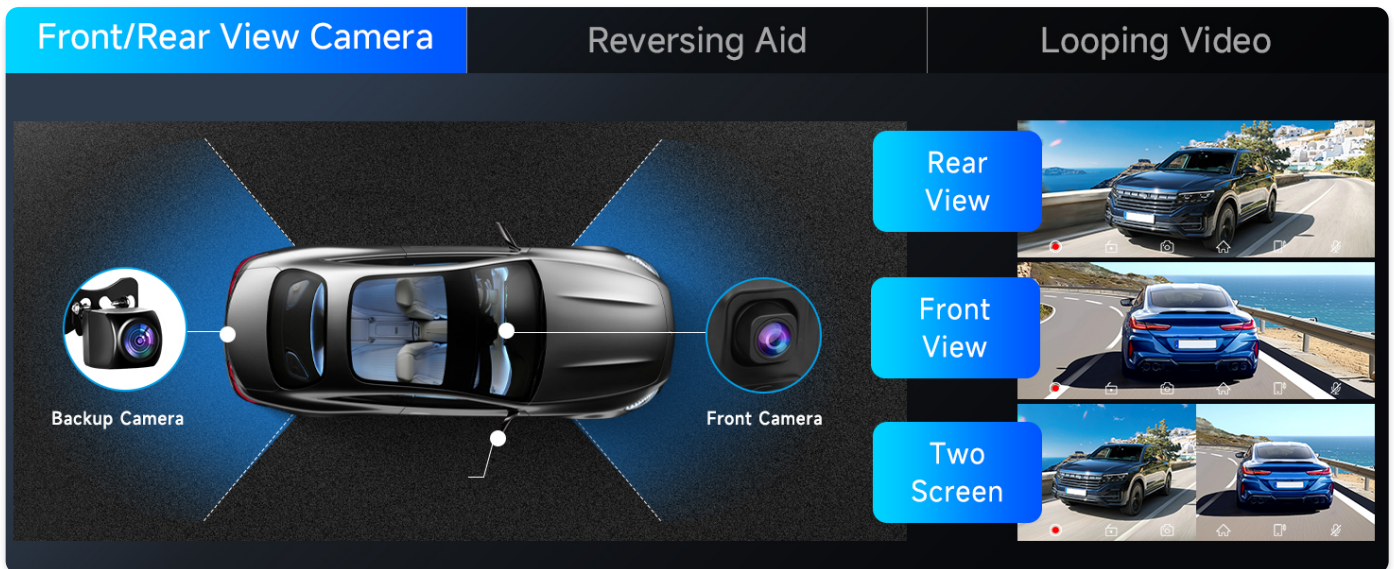 Front/Rear View Camera
Reversing Aid
Looping Video
Backup Camera
Front Camera
Rear
View
Front
View
Two
Screen